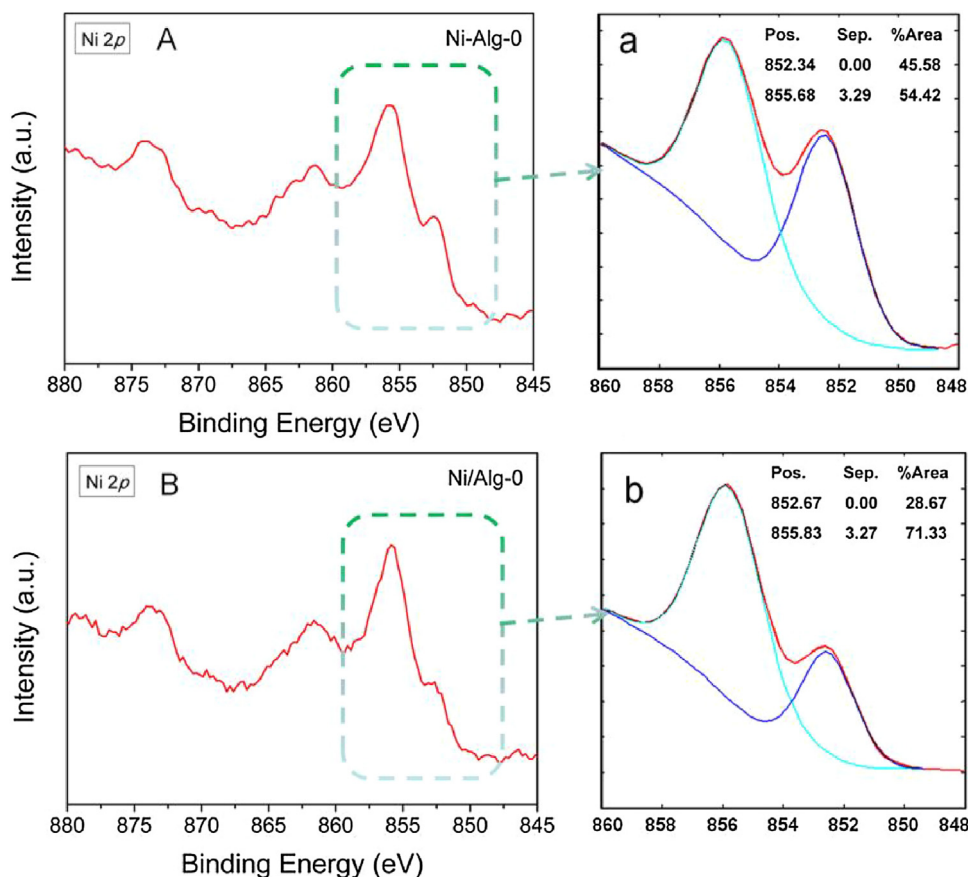 Ni 2p
A
Ni-Alg-0
Intensity (a.u.)
880 875 870 865 860 855 850 845
Binding Energy (eV)
a
Pos. Sep. %Area
852.34 0.00 45.58
855.68 3.29 54.42
860 858 856 854 852 850 848
Ni 2p
B
Ni/Alg-0
Intensity (a.u.)
880 875 870 865 860 855 850 845
Binding Energy (eV)
b
Pos. Sep. %Area
852.67 0.00 28.67
855.83 3.27 71.33
860 858 856 854 852 850 848